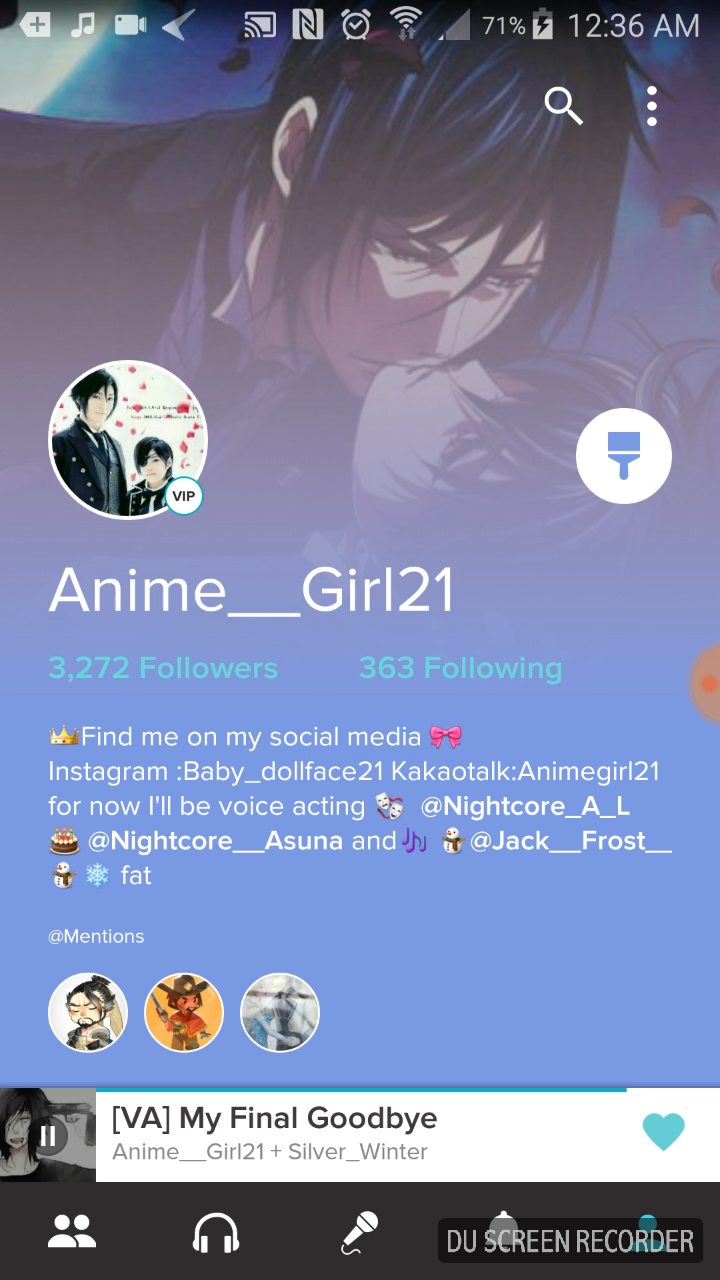 71% 12:36 AM
VIP
Anime__Girl21
3,272 Followers 363 Following
👑Find me on my social media 🎀
Instagram :Baby_dollface21 Kakaotalk:Animegirl21
for now I'll be voice acting 🎭 @Nightcore_A_L
🎂 @Nightcore__Asuna and🎶 ⛄@Jack__Frost__
⛄ ❄ fat
@Mentions
[VA] My Final Goodbye
Anime__Girl21 + Silver_Winter
DU SCREEN RECORDER